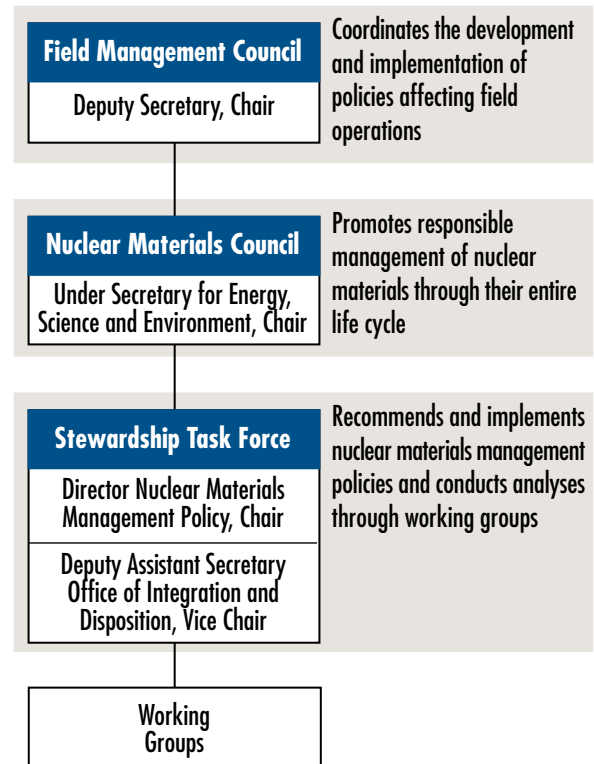 Field Management Council
Deputy Secretary, Chair
Coordinates the development
and implementation of
policies affecting field
operations
Nuclear Materials Council
Under Secretary for Energy,
Science and Environment, Chair
Promotes responsible
management of nuclear
materials through their entire
life cycle
Stewardship Task Force
Director Nuclear Materials
Management Policy, Chair
Deputy Assistant Secretary
Office of Integration and
Disposition, Vice Chair
Recommends and implements
nuclear materials management
policies and conducts analyses
through working groups
Working
Groups